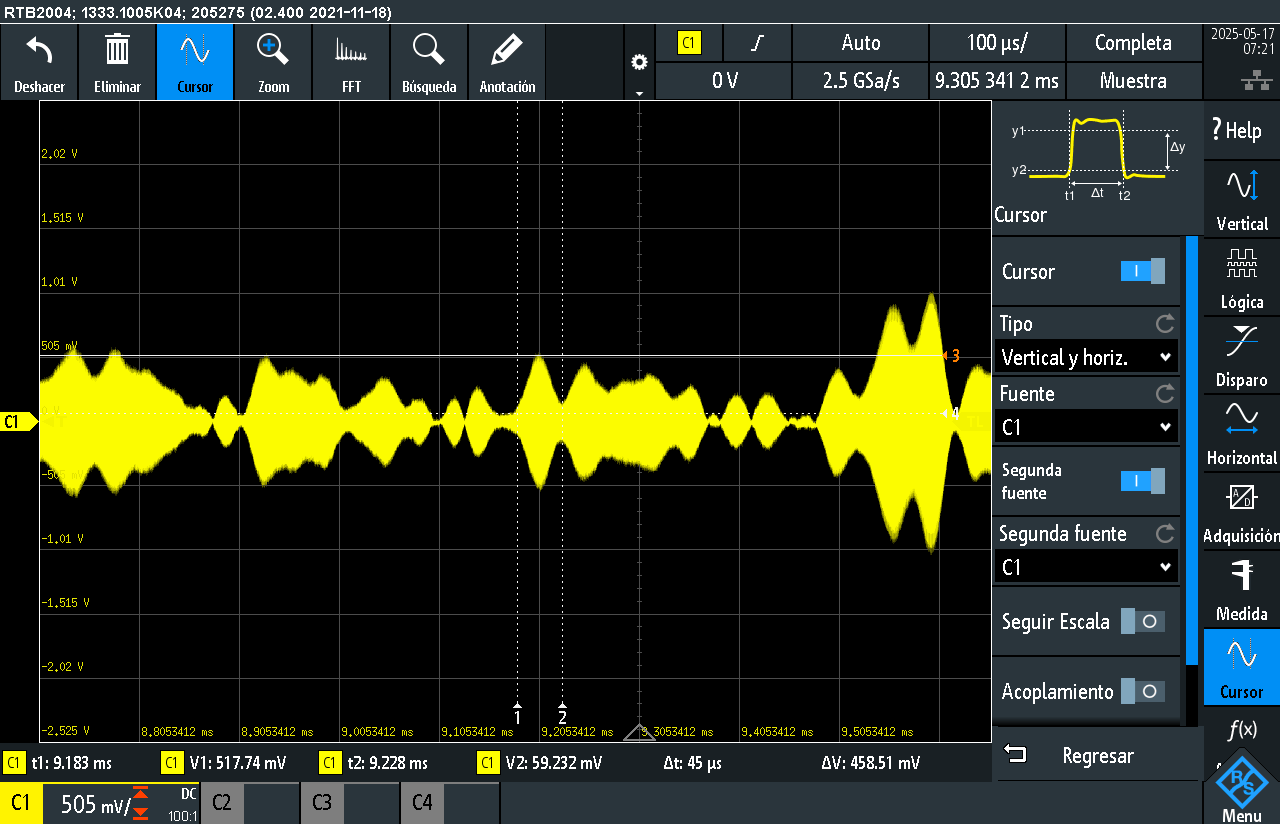 RTB2004; 1333.1005K04; 205275 (02.400 2021-11-18)
Deshacer
Eliminar
Cursor
Zoom
FFT
Búsqueda
Anotación
C1
Auto
100 µs/
Completa
0 V
2.5 GSa/s
9.305 341 2 ms
Muestra
2025-05-17
07:21
2.02 V
1.515 V
1.01 V
505 mV
0 V
-505 mV
-1.01 V
-1.515 V
-2.02 V
-2.525 V
C1
T
3
4
TL
1
2
8.8053412 ms
8.9053412 ms
9.0053412 ms
9.1053412 ms
9.2053412 ms
9.3053412 ms
9.4053412 ms
9.5053412 ms
y1
y2
Δy
t1
Δt
t2
Cursor
Cursor
Tipo
Vertical y horiz.
Fuente
C1
Segunda
fuente
Segunda fuente
C1
Seguir Escala
Acoplamiento
Regresar
? Help
Vertical
Lógica
Disparo
Horizontal
A/D
Adquisición
Medida
Cursor
f(x)
R&S
Menu
C1 t1: 9.183 ms
C1 V1: 517.74 mV
C1 t2: 9.228 ms
C1 V2: 59.232 mV
Δt: 45 µs
ΔV: 458.51 mV
C1
505 mV/
DC
100:1
C2
C3
C4